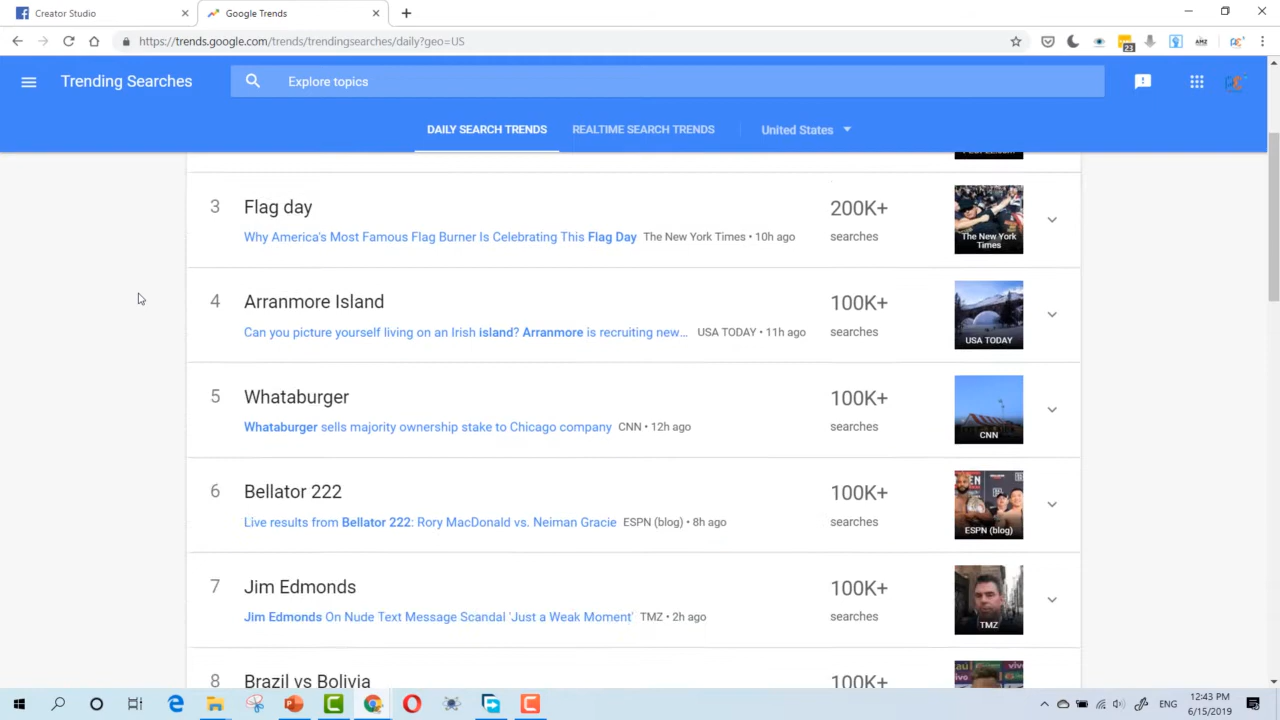 Creator Studio
Google Trends
https://trends.google.com/trends/trendingsearches/daily?geo=US
23
Trending Searches
Explore topics
DAILY SEARCH TRENDS
REALTIME SEARCH TRENDS
United States
3
Flag day
Why America's Most Famous Flag Burner Is Celebrating This Flag Day
The New York Times • 10h ago
200K+
searches
The New York
Times
4
Arranmore Island
Can you picture yourself living on an Irish island? Arranmore is recruiting new...
USA TODAY • 11h ago
100K+
searches
USA TODAY
5
Whataburger
Whataburger sells majority ownership stake to Chicago company
CNN • 12h ago
100K+
searches
CNN
6
Bellator 222
Live results from Bellator 222: Rory MacDonald vs. Neiman Gracie
ESPN (blog) • 8h ago
100K+
searches
ESPN (blog)
7
Jim Edmonds
Jim Edmonds On Nude Text Message Scandal 'Just a Weak Moment'
TMZ • 2h ago
100K+
searches
TMZ
8
Brazil vs Bolivia
100K+
vivo
ENG
12:43 PM
6/15/2019